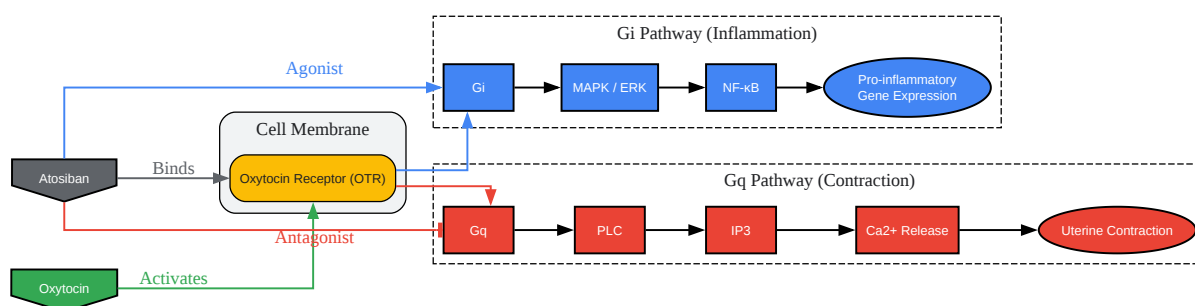 Gi Pathway (Inflammation)
Agonist
Gi
MAPK / ERK
NF-κB
Pro-inflammatory
Gene Expression
Cell Membrane
Binds
Atosiban
Oxytocin Receptor (OTR)
Gq Pathway (Contraction)
Antagonist
Gq
PLC
IP3
Ca2+ Release
Uterine Contraction
Activates
Oxytocin